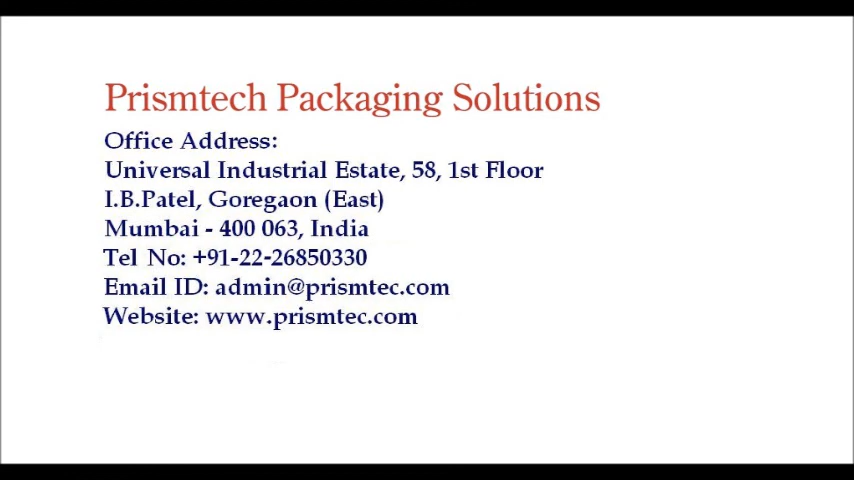 Prismtech Packaging Solutions
Office Address:
Universal Industrial Estate, 58, 1st Floor
I.B.Patel, Goregaon (East)
Mumbai - 400 063, India
Tel No: +91-22-26850330
Email ID: admin@prismtec.com
Website: www.prismtec.com